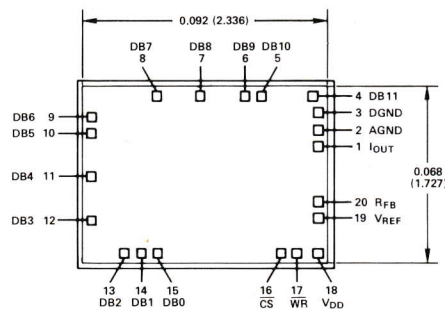 0.092 (2.336)
DB7 DB8 DB9 DB10
8 7 6 5
4 DB11
3 DGND
2 AGND
1 IOUT
DB6 9
DB5 10
DB4 11
DB3 12
0.068
(1.727)
20 RFB
19 VREF
13 14 15 16 17 18
DB2 DB1 DB0 C̅S̅ W̅R̅ VDD